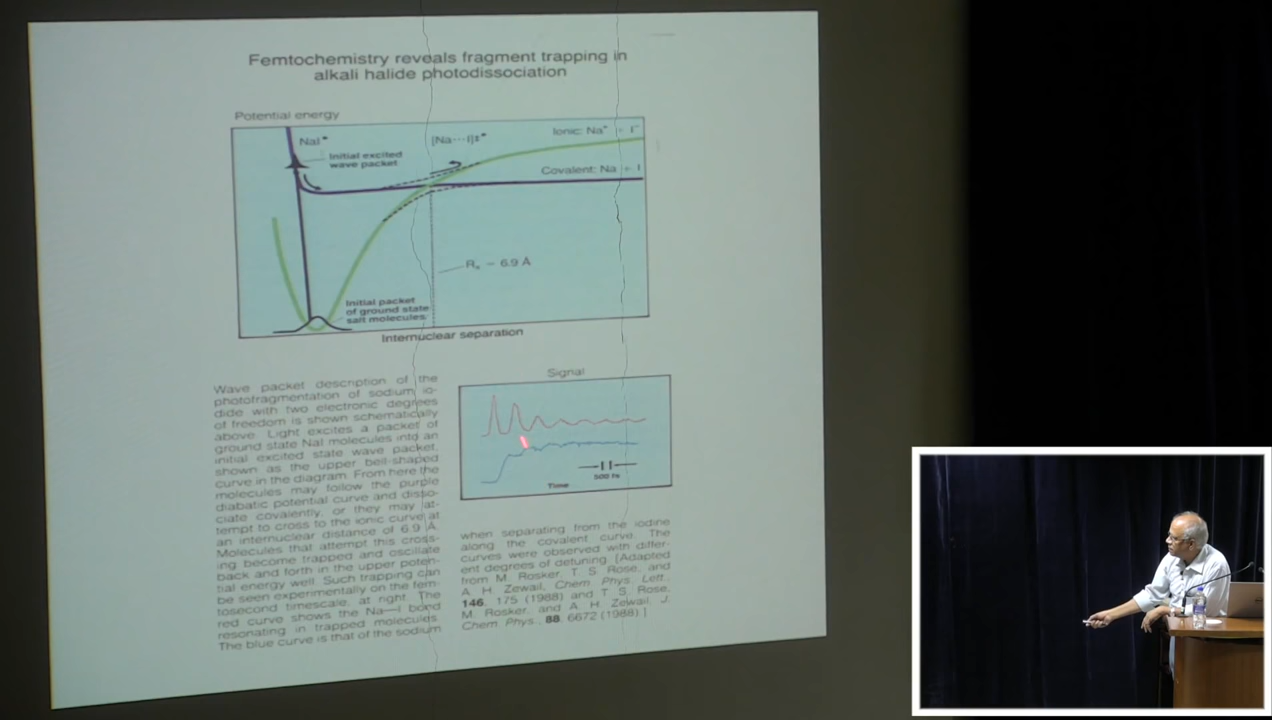 Femtochemistry reveals fragment trapping in
alkali halide photodissociation
Potential energy
NaI*
[Na···I]‡*
Ionic: Na⁺ + I⁻
Initial excited
wave packet
Covalent: Na + I
Rₓ = 6.9 Å
Initial packet
of ground state
salt molecules
Internuclear separation
Signal
500 fs
Time
Wave packet description of the
photofragmentation of sodium io-
dide with two electronic degrees
of freedom is shown schematically
above. Light excites a packet of
ground state NaI molecules into an
initial excited state wave packet,
shown as the upper bell-shaped
curve in the diagram. From here the
molecules may follow the purple
diabatic potential curve and disso-
ciate covalently, or they may at-
tempt to cross to the ionic curve at
an internuclear distance of 6.9 Å.
Molecules that attempt this cross-
ing become trapped and oscillate
back and forth in the upper poten-
tial energy well. Such trapping can
be seen experimentally on the fem-
tosecond timescale, at right. The
red curve shows the Na—I bond
resonating in trapped molecules.
The blue curve is that of the sodium
when separating from the iodine
along the covalent curve. The
curves were observed with differ-
ent degrees of detuning. [Adapted
from M. Rosker, T. S. Rose, and
A. H. Zewail, Chem. Phys. Lett.
146, 175 (1988) and T. S. Rose,
M. Rosker, and A. H. Zewail, J.
Chem. Phys., 88, 6672 (1988).]